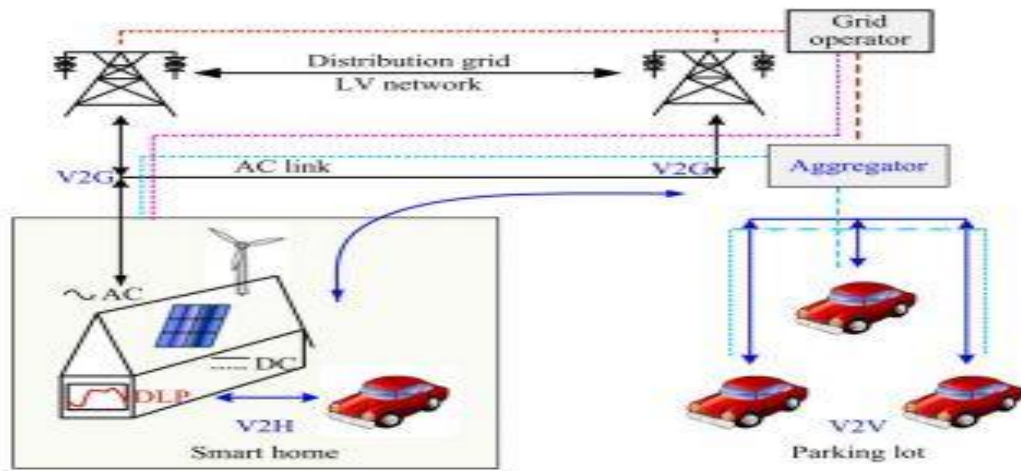 Grid
operator
Distribution grid
LV network
V2G
AC link
V2G
Aggregator
AC
DC
DLP
V2H
V2V
Smart home
Parking lot